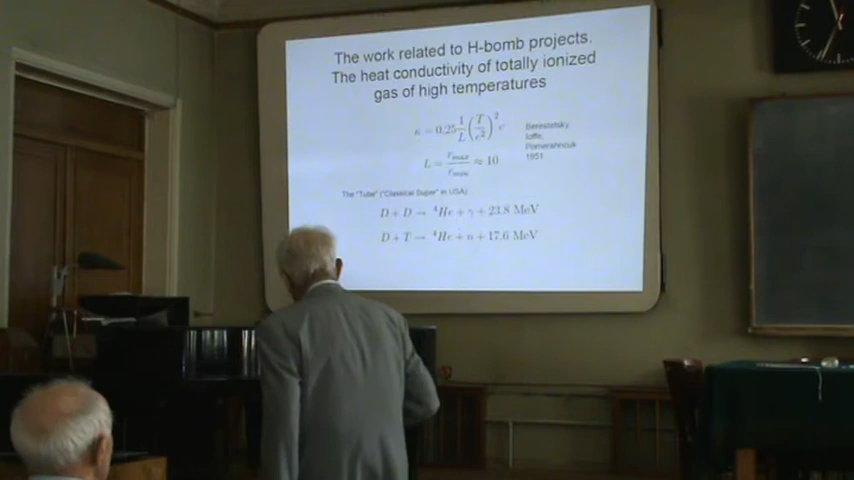 The work related to H-bomb projects.
The heat conductivity of totally ionized
gas of high temperatures
κ = 0.25 1/L (T/e²)² c
Berestetsky
Ioffe,
Pomeranchuk
1951
L = r_max/r_min ≈ 10
The "Tube" ("Classical Super" in USA)
D + D → ⁴He + γ + 23.8 MeV
D + T → ⁴He + n + 17.6 MeV